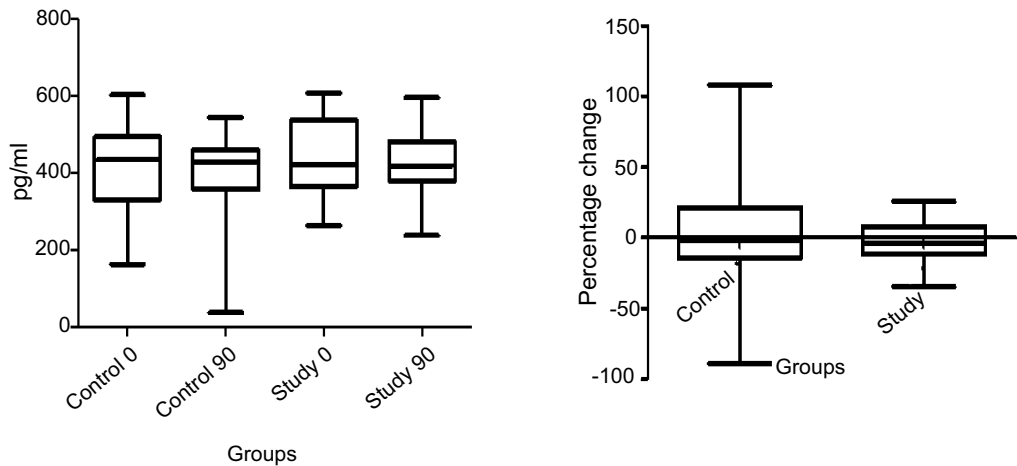 800
600
400
200
0
pg/ml
Control 0
Control 90
Study 0
Study 90
Groups
150
100
50
0
-50
-100
Percentage change
Control
Study
Groups